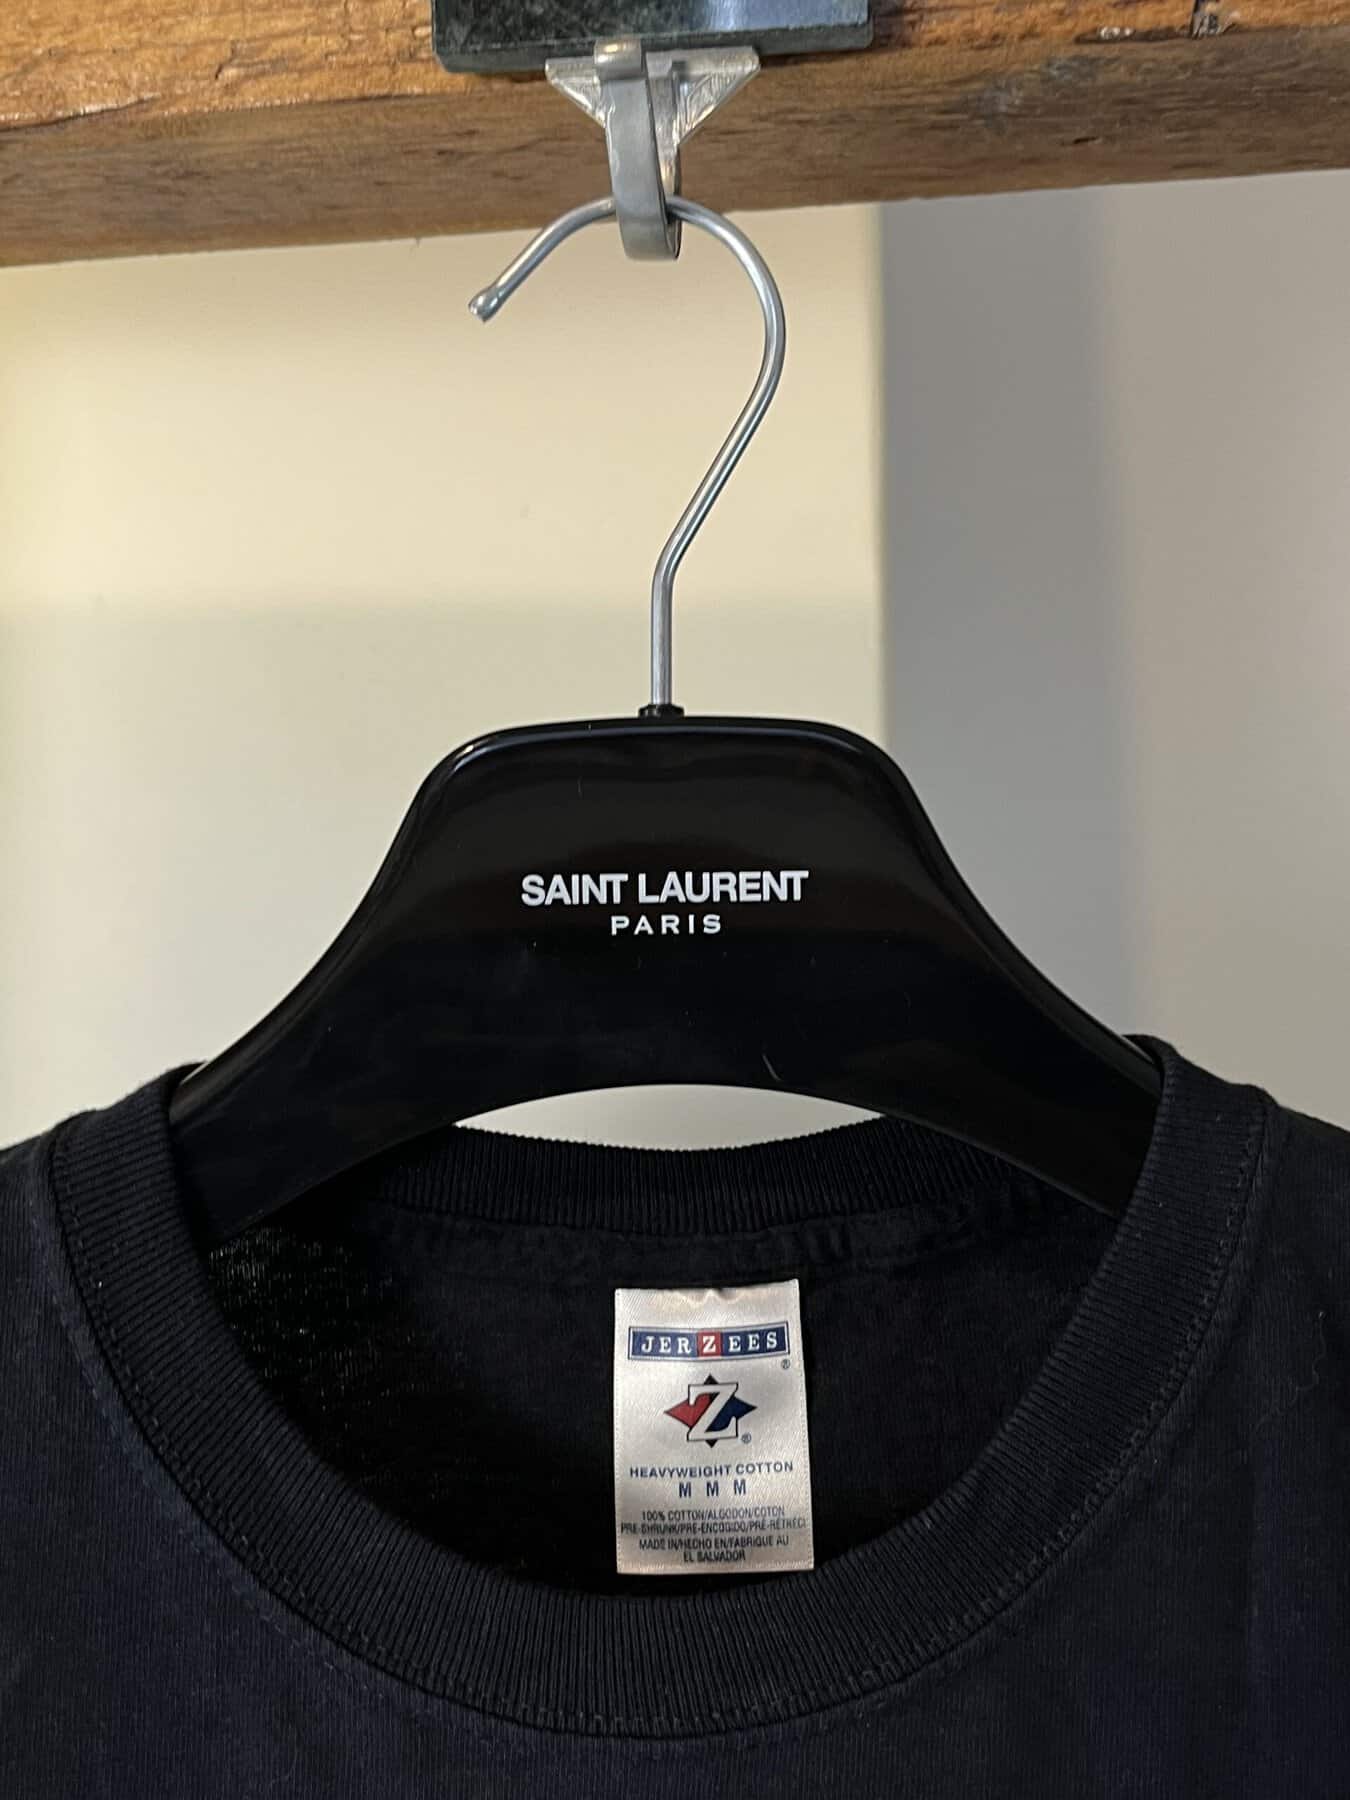 SAINT LAURENT
PARIS
JERZEES
®
Z
®
HEAVYWEIGHT COTTON
M M M
100% COTTON/ALGODON/COTON
PRE-SHRUNK/PRE-ENCOGIDO/PRE-RÉTRÉCI
MADE IN/HECHO EN/FABRIQUE AU
EL SALVADOR